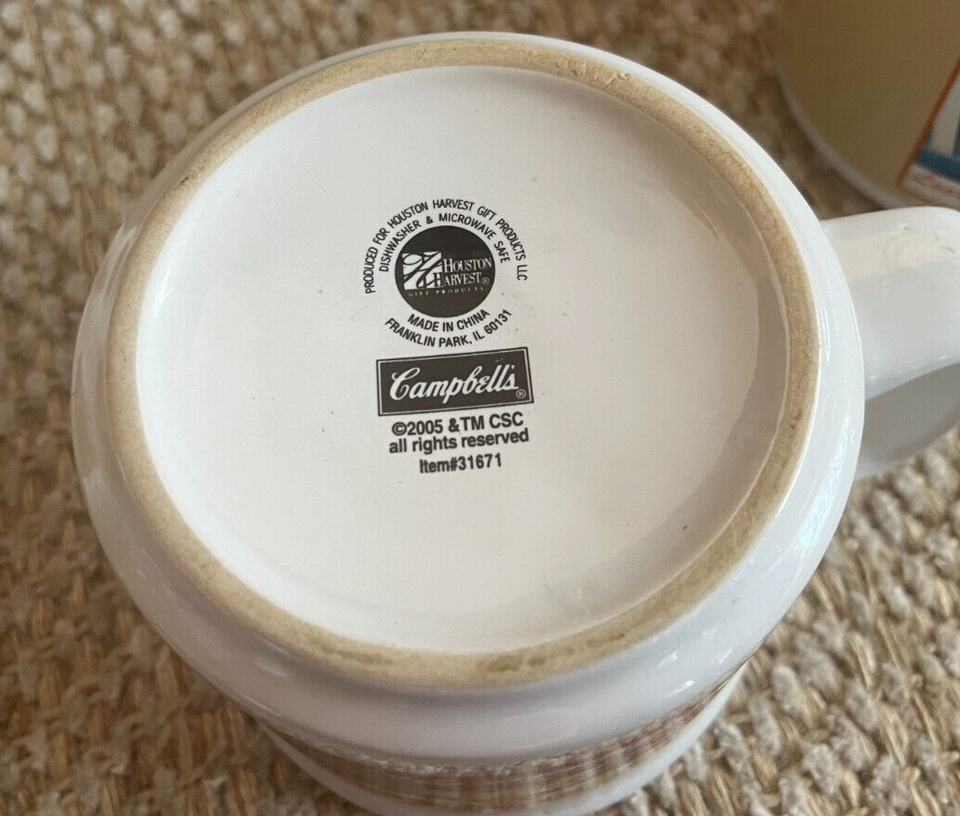 PRODUCED FOR HOUSTON HARVEST GIFT PRODUCTS LLC
DISHWASHER & MICROWAVE SAFE
HOUSTON
HARVEST®
GIFT PRODUCTS
MADE IN CHINA
FRANKLIN PARK, IL 60131
Campbell's®
©2005 &TM CSC
all rights reserved
Item#31671